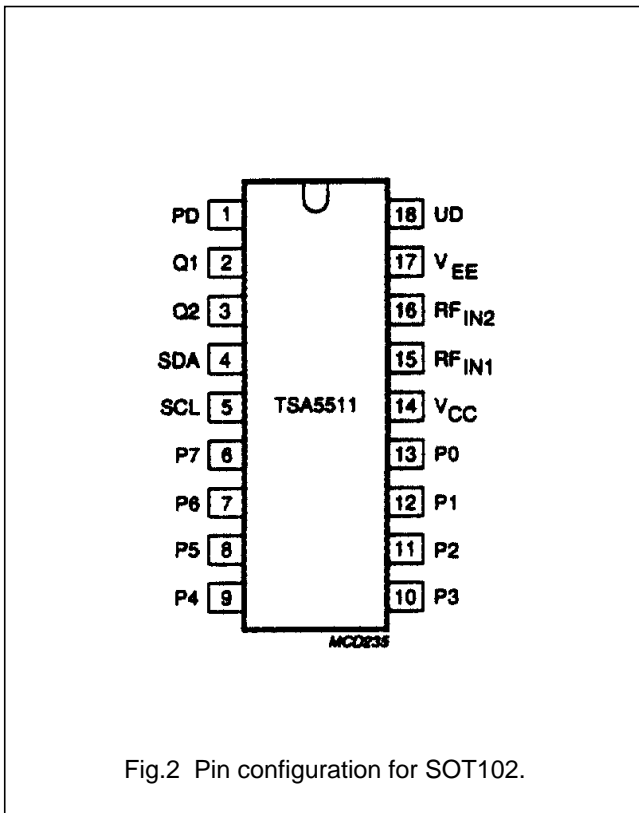 PD 1 18 UD
Q1 2 17 VEE
Q2 3 16 RFIN2
SDA 4 15 RFIN1
SCL 5 TSA5511 14 VCC
P7 6 13 P0
P6 7 12 P1
P5 8 11 P2
P4 9 10 P3
MCD235
Fig.2 Pin configuration for SOT102.